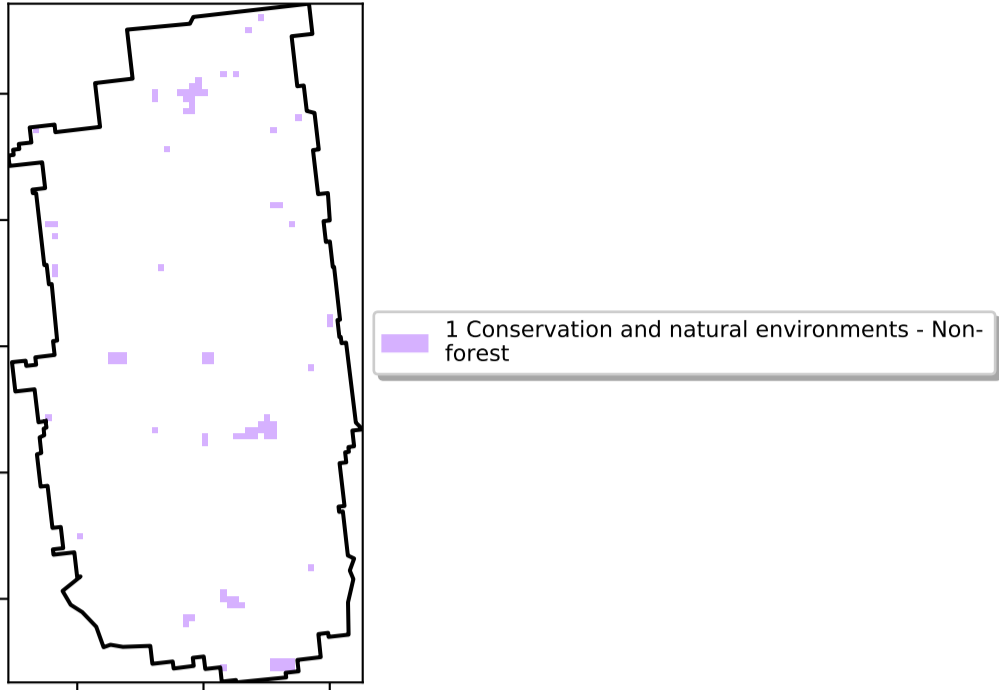 1 Conservation and natural environments - Non-
forest